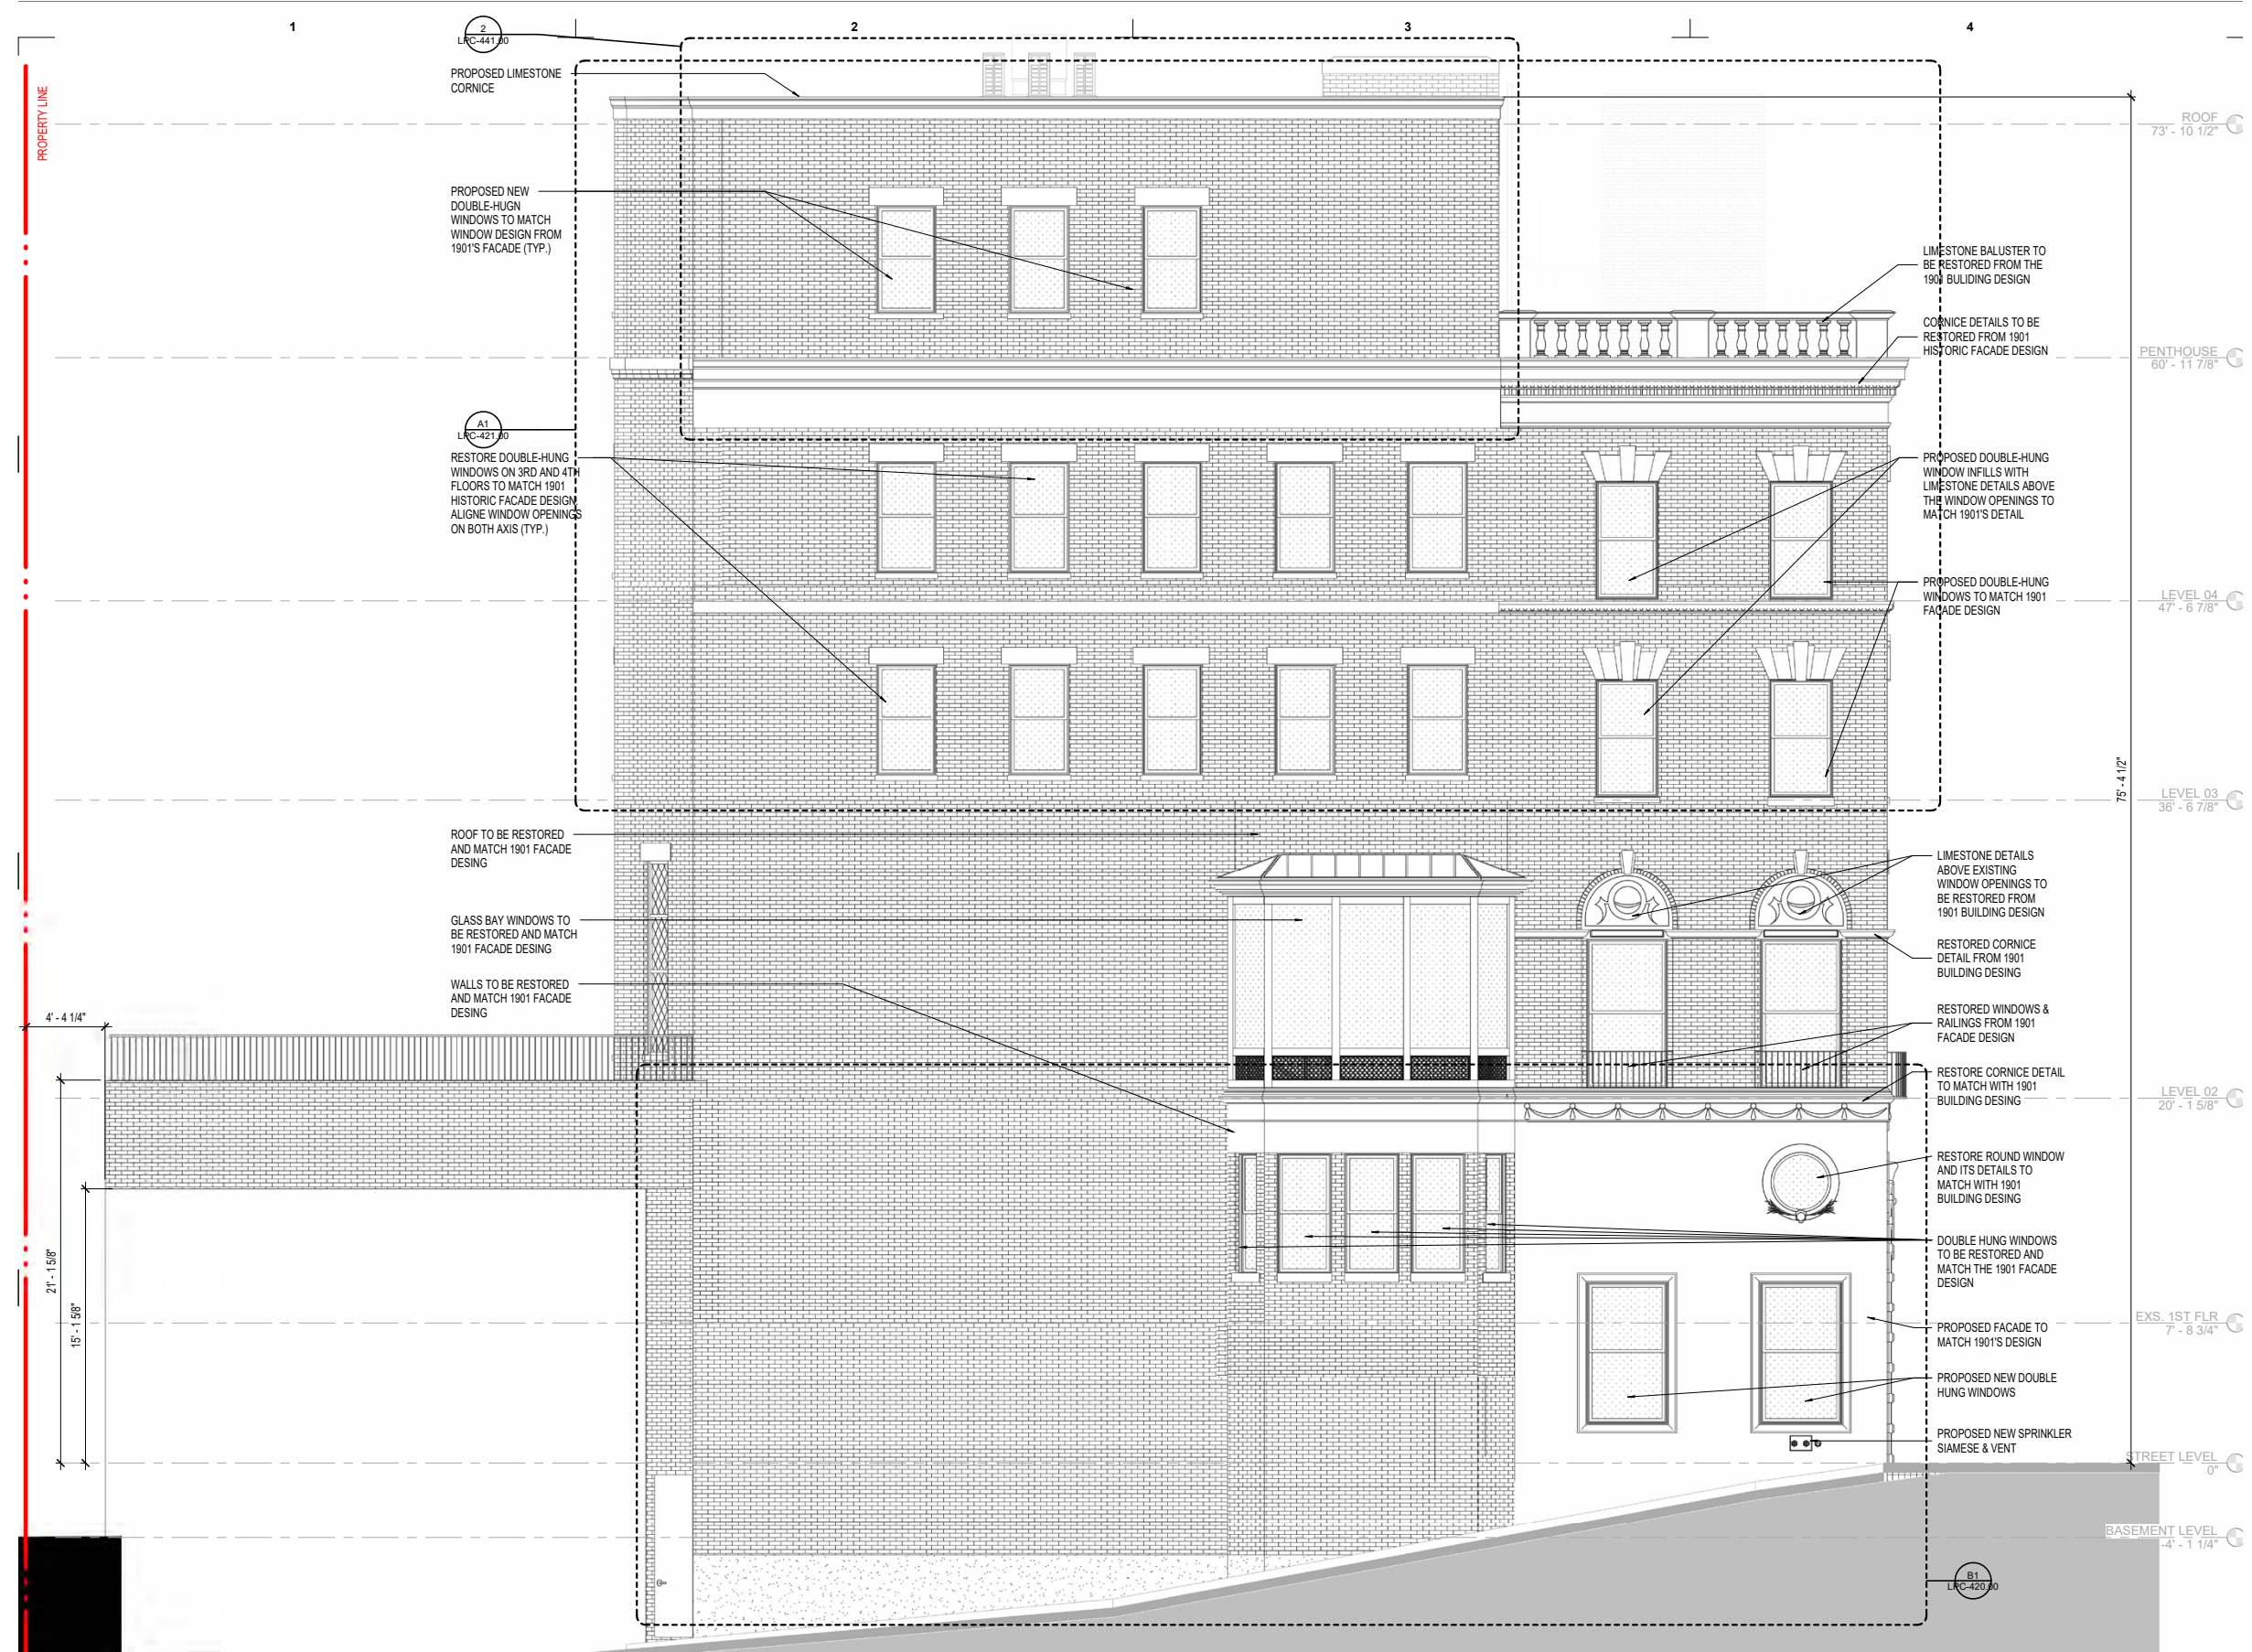 1
2
3
4
2
LPC-441.00
PROPERTY LINE
PROPOSED LIMESTONE
CORNICE
PROPOSED NEW
DOUBLE-HUGN
WINDOWS TO MATCH
WINDOW DESIGN FROM
1901'S FACADE (TYP.)
A1
LPC-421.00
RESTORE DOUBLE-HUNG
WINDOWS ON 3RD AND 4TH
FLOORS TO MATCH 1901
HISTORIC FACADE DESIGN
ALIGNE WINDOW OPENINGS
ON BOTH AXIS (TYP.)
ROOF TO BE RESTORED
AND MATCH 1901 FACADE
DESING
GLASS BAY WINDOWS TO
BE RESTORED AND MATCH
1901 FACADE DESING
WALLS TO BE RESTORED
AND MATCH 1901 FACADE
DESING
4' - 4 1/4"
21' - 1 5/8"
15' - 1 5/8"
LIMESTONE BALUSTER TO
BE RESTORED FROM THE
1901 BULIDING DESIGN
CORNICE DETAILS TO BE
RESTORED FROM 1901
HISTORIC FACADE DESIGN
PROPOSED DOUBLE-HUNG
WINDOW INFILLS WITH
LIMESTONE DETAILS ABOVE
THE WINDOW OPENINGS TO
MATCH 1901'S DETAIL
PROPOSED DOUBLE-HUNG
WINDOWS TO MATCH 1901
FAÇADE DESIGN
LIMESTONE DETAILS
ABOVE EXISTING
WINDOW OPENINGS TO
BE RESTORED FROM
1901 BUILDING DESIGN
RESTORED CORNICE
DETAIL FROM 1901
BUILDING DESING
RESTORED WINDOWS &
RAILINGS FROM 1901
FACADE DESIGN
RESTORE CORNICE DETAIL
TO MATCH WITH 1901
BUILDING DESING
RESTORE ROUND WINDOW
AND ITS DETAILS TO
MATCH WITH 1901
BUILDING DESING
DOUBLE HUNG WINDOWS
TO BE RESTORED AND
MATCH THE 1901 FACADE
DESIGN
PROPOSED FACADE TO
MATCH 1901'S DESIGN
PROPOSED NEW DOUBLE
HUNG WINDOWS
PROPOSED NEW SPRINKLER
SIAMESE & VENT
B1
LPC-420.00
75' - 4 1/2"
ROOF
73' - 10 1/2"
PENTHOUSE
60' - 11 7/8"
LEVEL 04
47' - 6 7/8"
LEVEL 03
36' - 6 7/8"
LEVEL 02
20' - 1 5/8"
EXS. 1ST FLR
7' - 8 3/4"
STREET LEVEL
0"
BASEMENT LEVEL
-4' - 1 1/4"